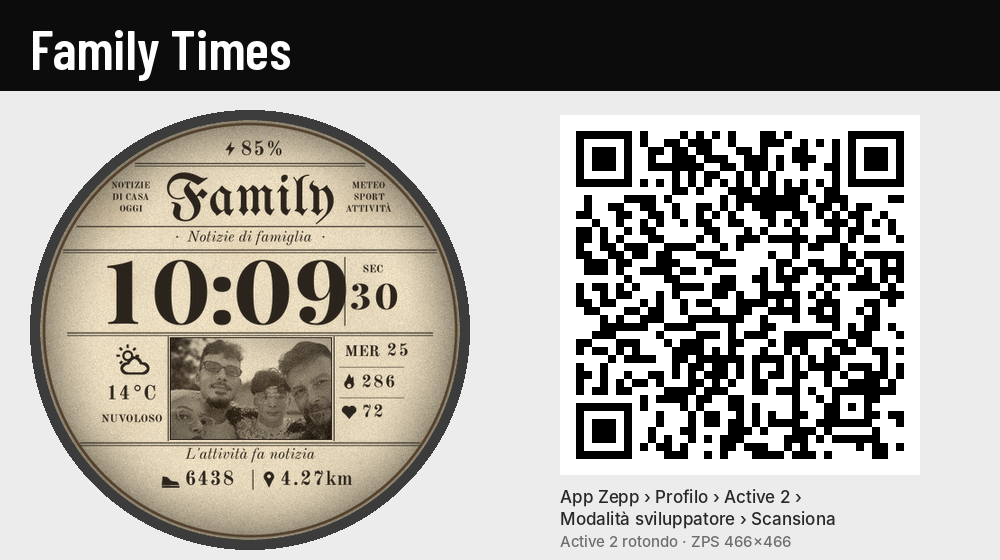 Family Times
85%
NOTIZIE
DI CASA
OGGI
Family
METEO
SPORT
ATTIVITÀ
· Notizie di famiglia ·
10:09
SEC
30
14°C
NUVOLOSO
MER 25
286
72
L'attività fa notizia
6438
4.27km
App Zepp › Profilo › Active 2 ›
Modalità sviluppatore › Scansiona
Active 2 rotondo · ZPS 466×466